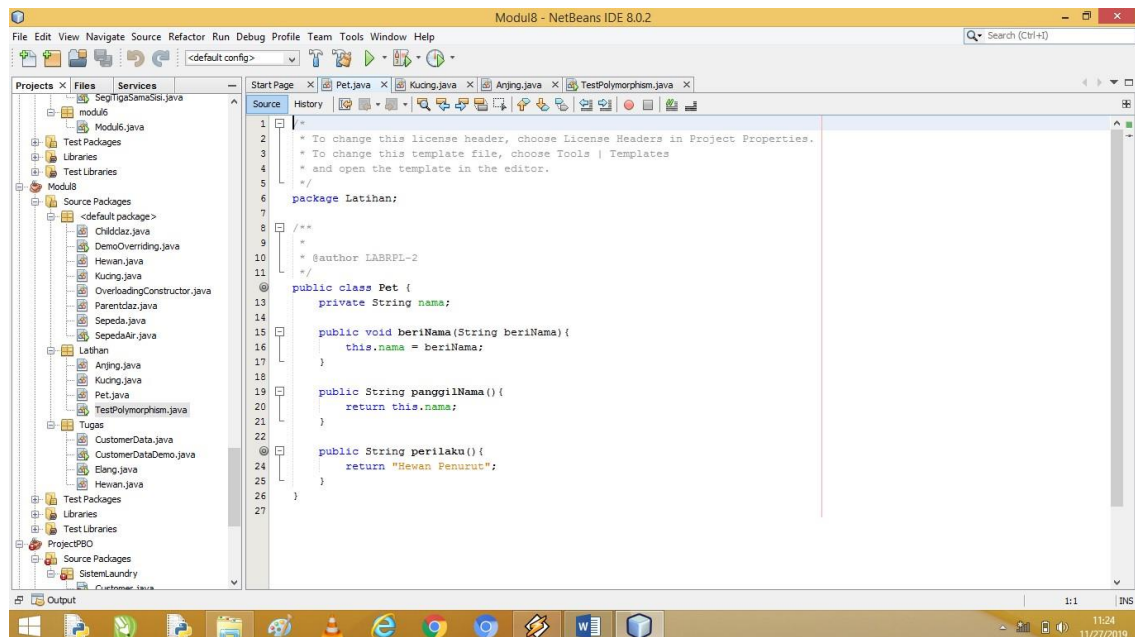 Modul8 - NetBeans IDE 8.0.2
File Edit View Navigate Source Refactor Run Debug Profile Team Tools Window Help
Search (Ctrl+I)
<default config>
Projects Files Services
Start Page Pet.java Kucing.java Anjing.java TestPolymorphism.java
Source History
SegiTigaSamaSisi.java
modul6
Modul6.java
Test Packages
Libraries
Test Libraries
Modul8
Source Packages
<default package>
Childclaz.java
DemoOverriding.java
Hewan.java
Kucing.java
OverloadingConstructor.java
Parentclaz.java
Sepeda.java
SepedaAir.java
Latihan
Anjing.java
Kucing.java
Pet.java
TestPolymorphism.java
Tugas
CustomerData.java
CustomerDataDemo.java
Elang.java
Hewan.java
Test Packages
Libraries
Test Libraries
ProjectPBO
Source Packages
SistemLaundry
Customer.java
1 /*
2 * To change this license header, choose License Headers in Project Properties.
3 * To change this template file, choose Tools | Templates
4 * and open the template in the editor.
5 */
6 package Latihan;
7
8 /**
9 *
10 * @author LABRPL-2
11 */
public class Pet {
13 private String nama;
14
15 public void beriNama(String beriNama){
16 this.nama = beriNama;
17 }
18
19 public String panggilNama(){
20 return this.nama;
21 }
22
public String perilaku(){
24 return "Hewan Penurut";
25 }
26 }
27
Output
1:1 INS
11:24
11/27/2019